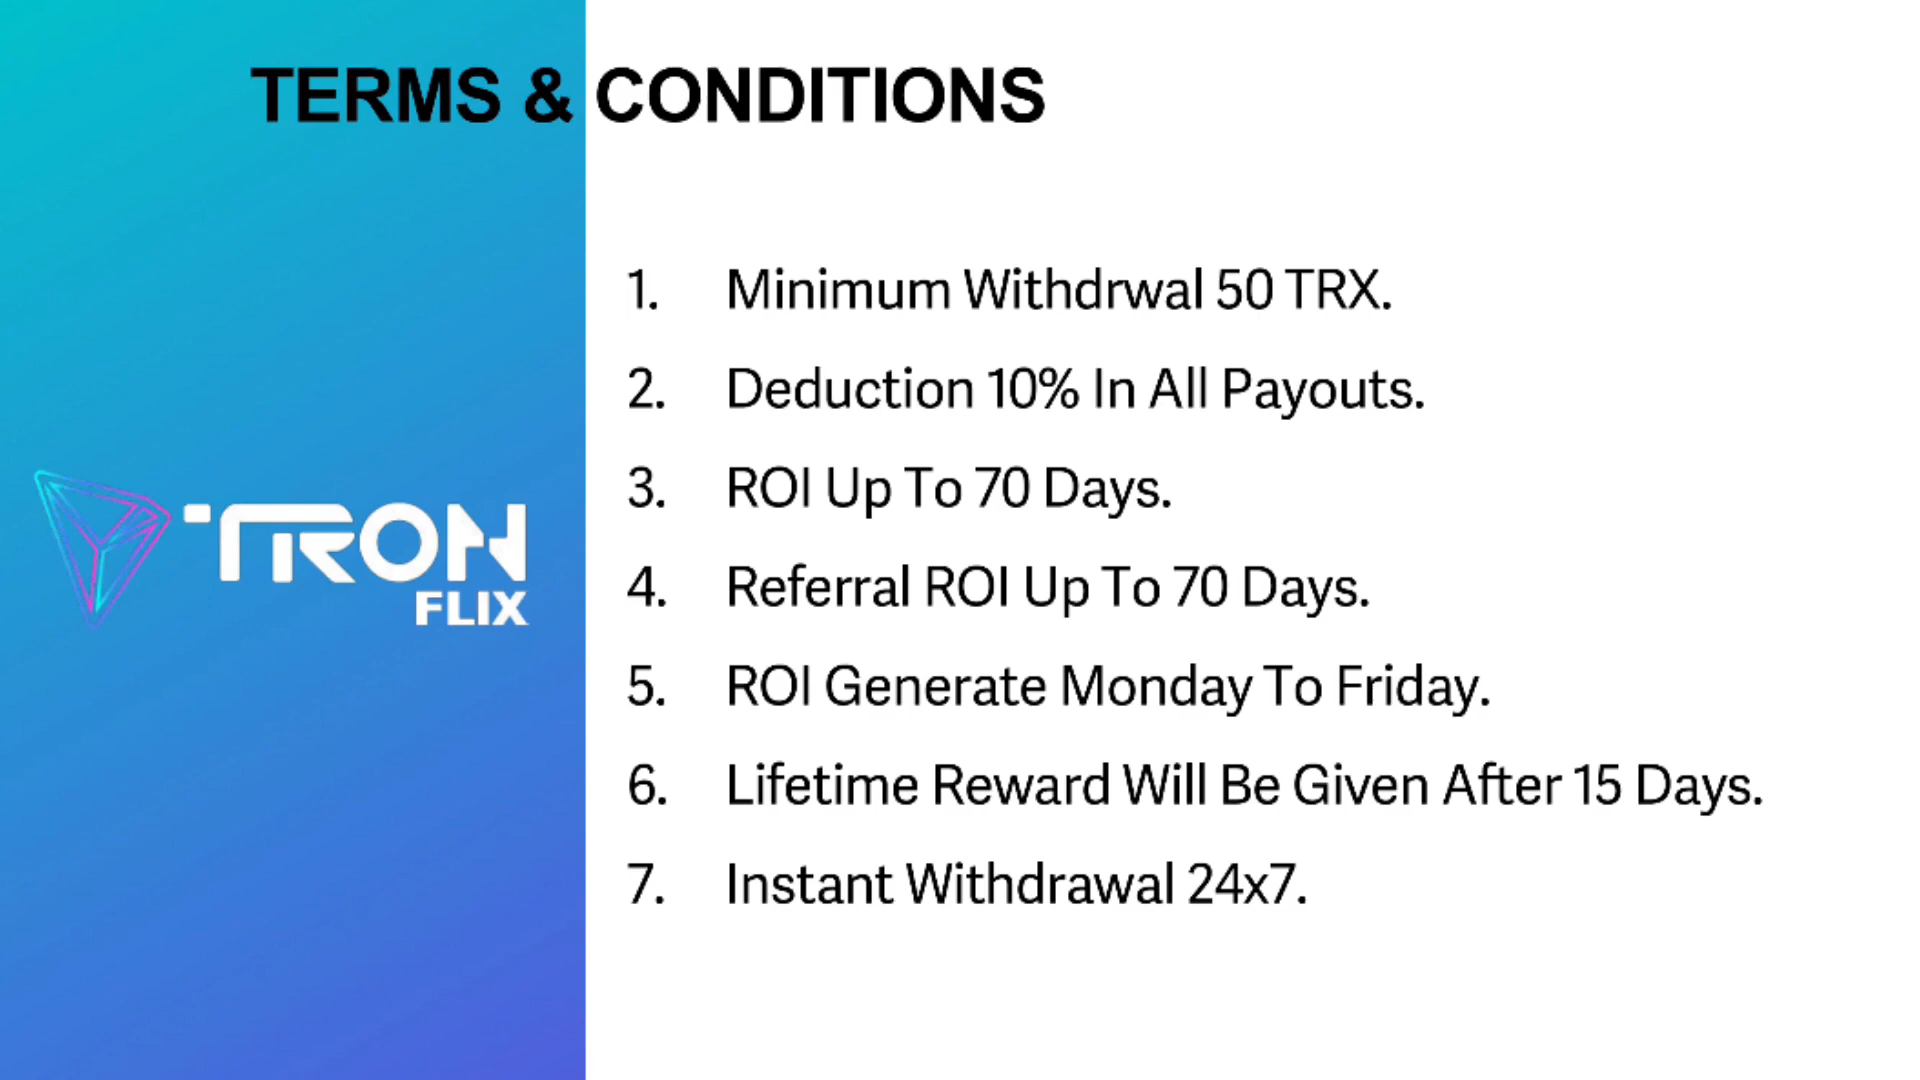 TERMS & CONDITIONS
1. Minimum Withdrwal 50 TRX.
2. Deduction 10% In All Payouts.
3. ROI Up To 70 Days.
4. Referral ROI Up To 70 Days.
5. ROI Generate Monday To Friday.
6. Lifetime Reward Will Be Given After 15 Days.
7. Instant Withdrawal 24x7.
TRON
FLIX